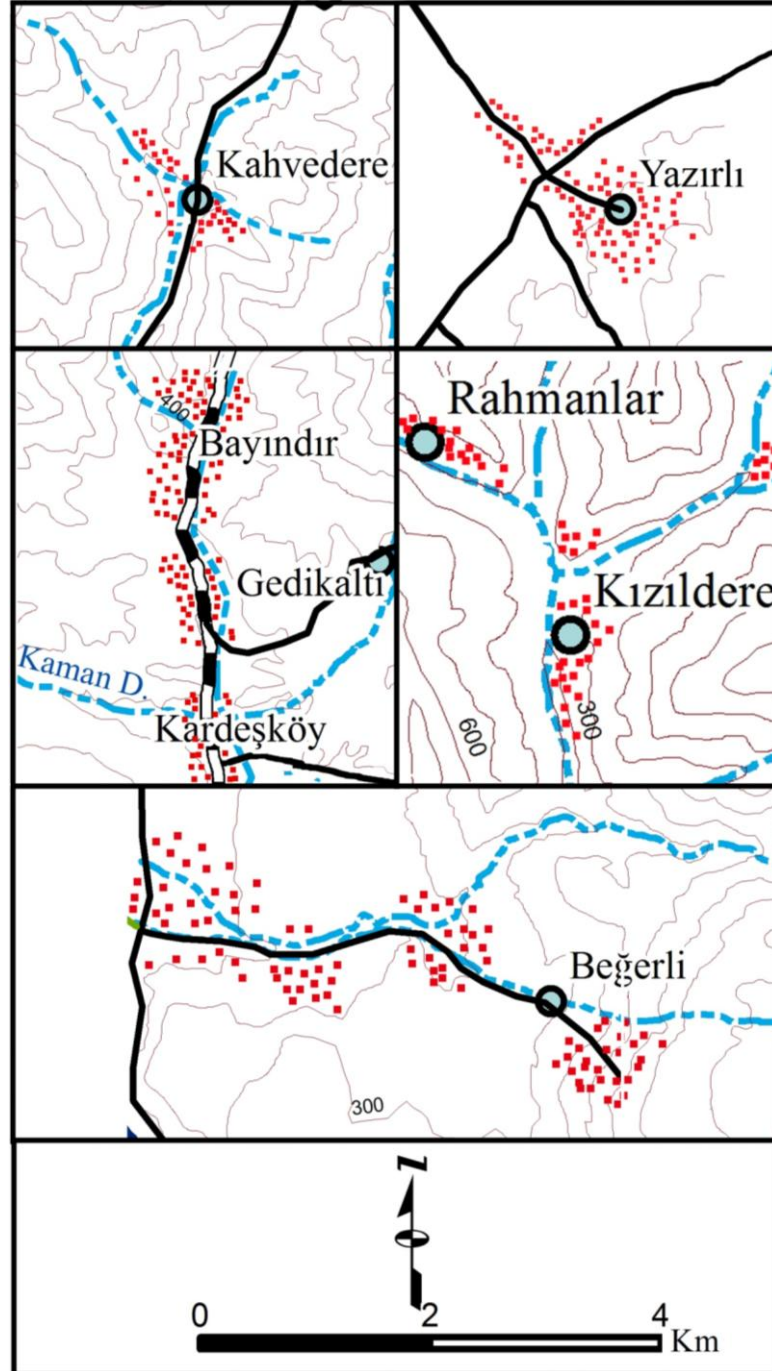 Kahvedere
Yazırlı
400
Bayındır
Gedikaltı
Kaman D.
Kardeşköy
Rahmanlar
Kızıldere
600
300
Beğerli
300
0 2 4
Km